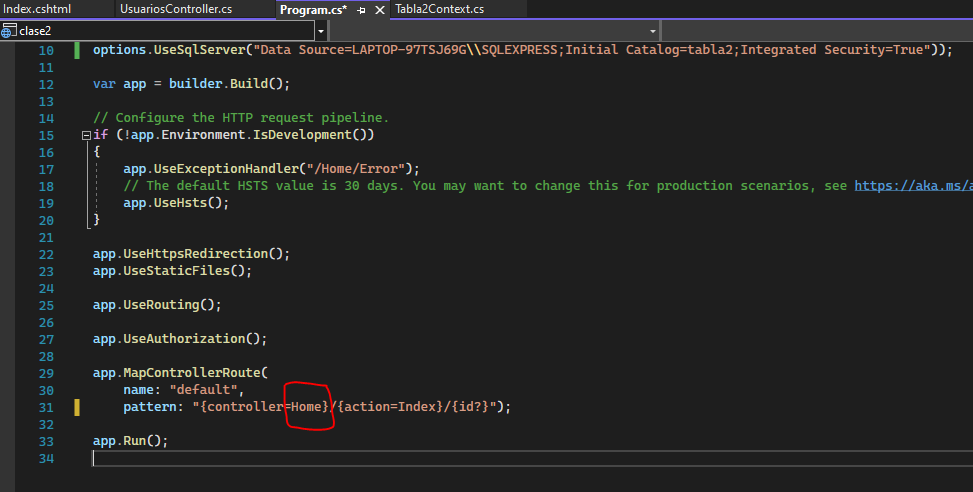 Index.cshtml UsuariosController.cs Program.cs* Tabla2Context.cs
clase2
10 options.UseSqlServer("Data Source=LAPTOP-97TSJ69G\\SQLEXPRESS;Initial Catalog=tabla2;Integrated Security=True"));
11
12 var app = builder.Build();
13
14 // Configure the HTTP request pipeline.
15 if (!app.Environment.IsDevelopment())
16 {
17 app.UseExceptionHandler("/Home/Error");
18 // The default HSTS value is 30 days. You may want to change this for production scenarios, see https://aka.ms/a
19 app.UseHsts();
20 }
21
22 app.UseHttpsRedirection();
23 app.UseStaticFiles();
24
25 app.UseRouting();
26
27 app.UseAuthorization();
28
29 app.MapControllerRoute(
30 name: "default",
31 pattern: "{controller=Home}/{action=Index}/{id?}");
32
33 app.Run();
34